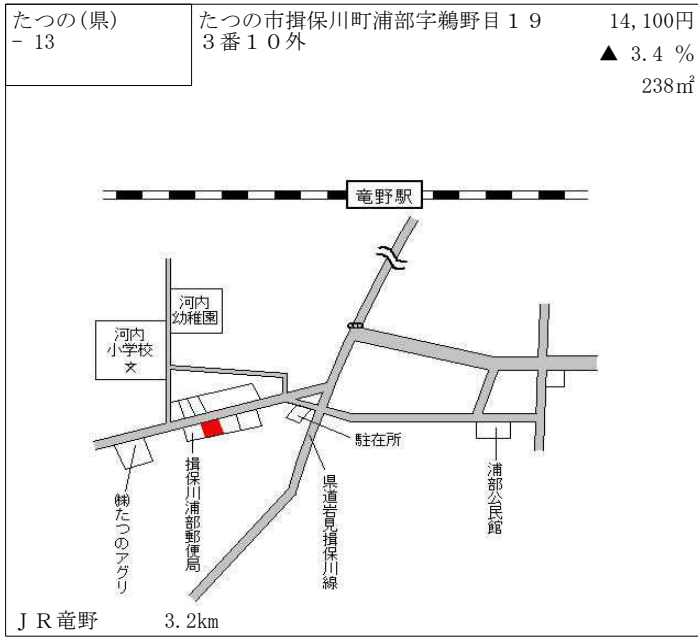 たつの(県)
- 13
たつの市揖保川町浦部字鵜野目１９
３番１０外
14,100円
▲ 3.4 %
238㎡
竜野駅
河内
幼稚園
河内
小学校
文
駐在所
㈱たつのアグリ
揖保川浦部郵便局
県道岩見揖保川線
浦部公民館
ＪＲ竜野 3.2km